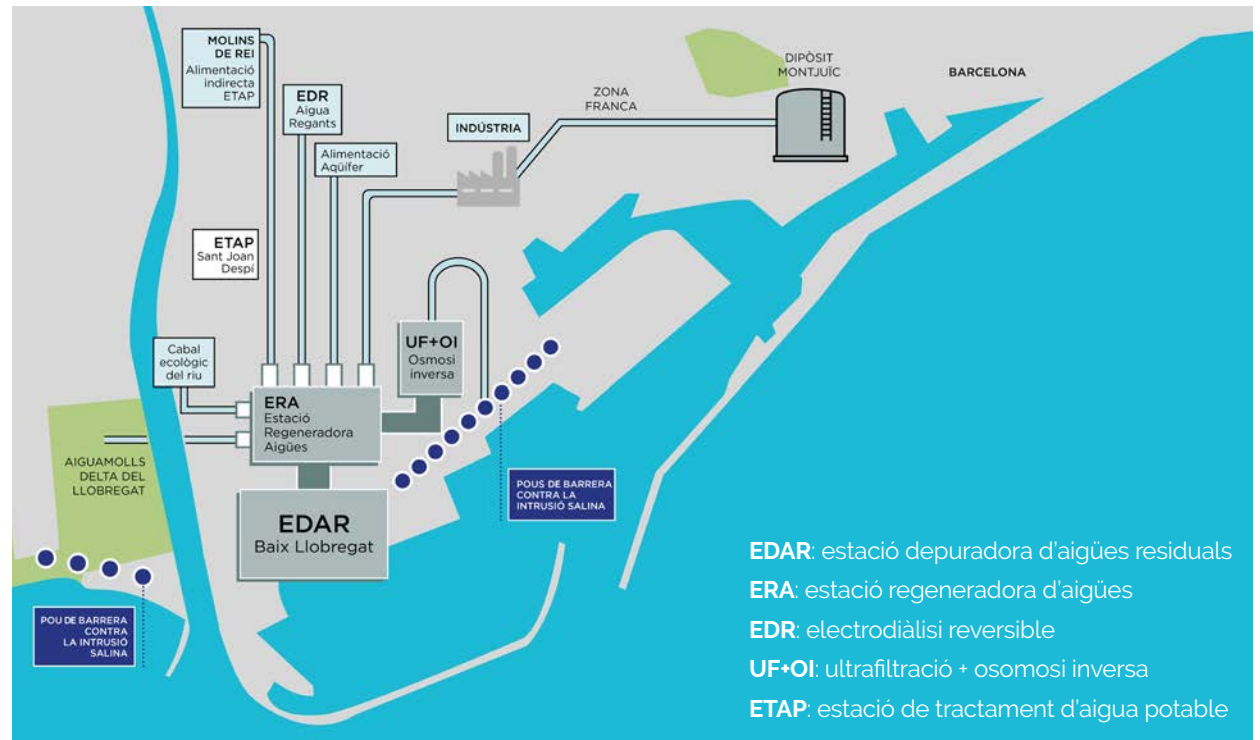 MOLINS
DE REI
Alimentació
indirecta
ETAP
EDR
Aigua
Regants
Alimentació
Aqüífer
INDÚSTRIA
ZONA
FRANCA
DIPÒSIT
MONTJUÏC
BARCELONA
ETAP
Sant Joan
Despí
Cabal
ecològic
del riu
UF+OI
Osmosi
inversa
ERA
Estació
Regeneradora
Aigües
AIGUAMOLLS
DELTA DEL
LLOBREGAT
EDAR
Baix Llobregat
POUS DE BARRERA
CONTRA LA
INTRUSIÓ SALINA
POU DE BARRERA
CONTRA
LA INTRUSIÓ
SALINA
EDAR: estació depuradora d'aigües residuals
ERA: estació regeneradora d'aigües
EDR: electrodiàlisi reversible
UF+OI: ultrafiltració + osomosi inversa
ETAP: estació de tractament d'aigua potable